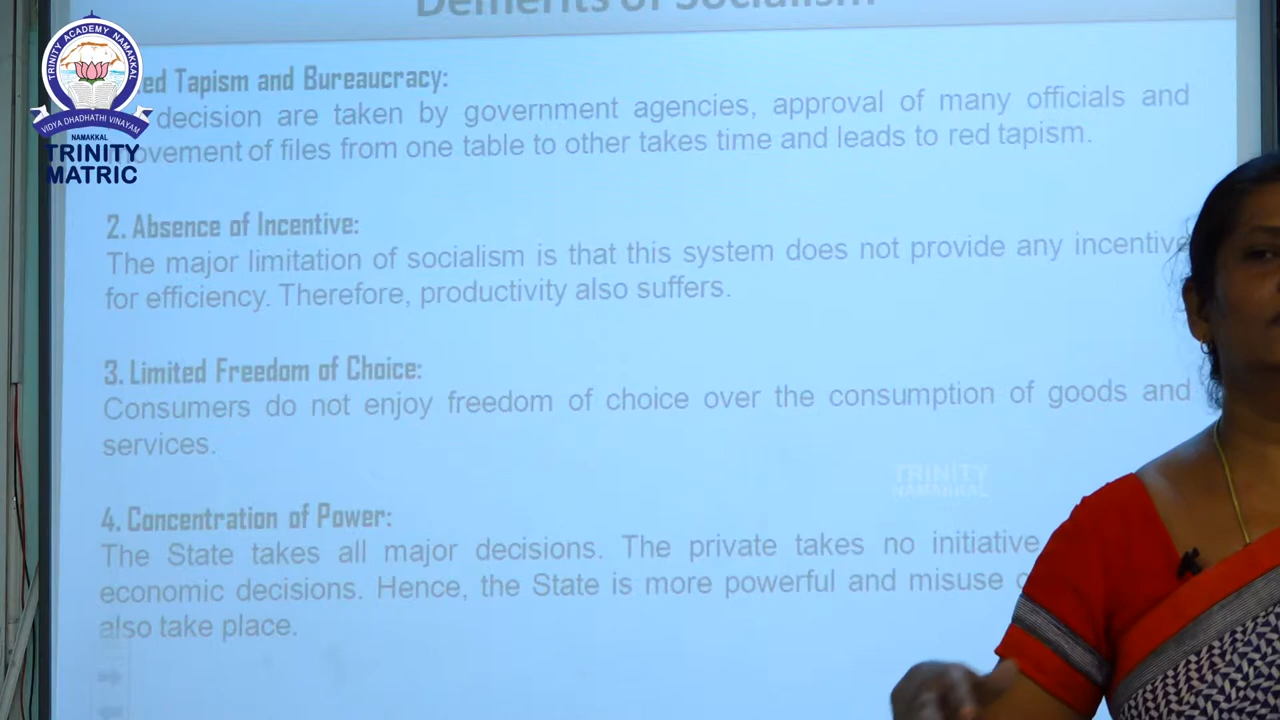 Demerits of Socialism
TRINITY ACADEMY NAMAKKAL
VIDYA DHADHATHI VINAYAM
NAMAKKAL
TRINITY
MATRIC
Tapism and Bureaucracy:
decision are taken by government agencies, approval of many officials and
of files from one table to other takes time and leads to red tapism.
2. Absence of Incentive:
The major limitation of socialism is that this system does not provide any incentive
for efficiency. Therefore, productivity also suffers.
3. Limited Freedom of Choice:
Consumers do not enjoy freedom of choice over the consumption of goods and
services.
TRINITY
NAMAKKAL
4. Concentration of Power:
The State takes all major decisions. The private takes no initiative
economic decisions. Hence, the State is more powerful and misuse
also take place.